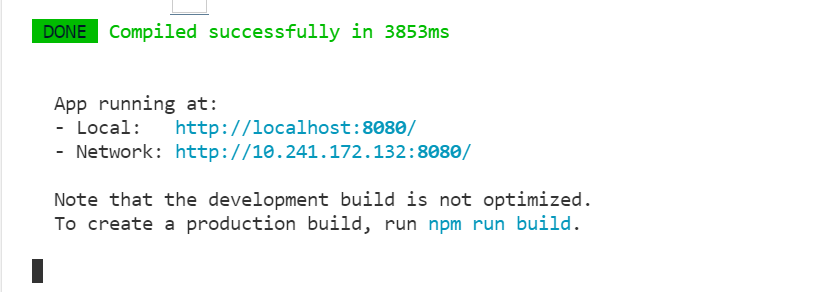 DONE Compiled successfully in 3853ms
App running at:
- Local: http://localhost:8080/
- Network: http://10.241.172.132:8080/
Note that the development build is not optimized.
To create a production build, run npm run build.